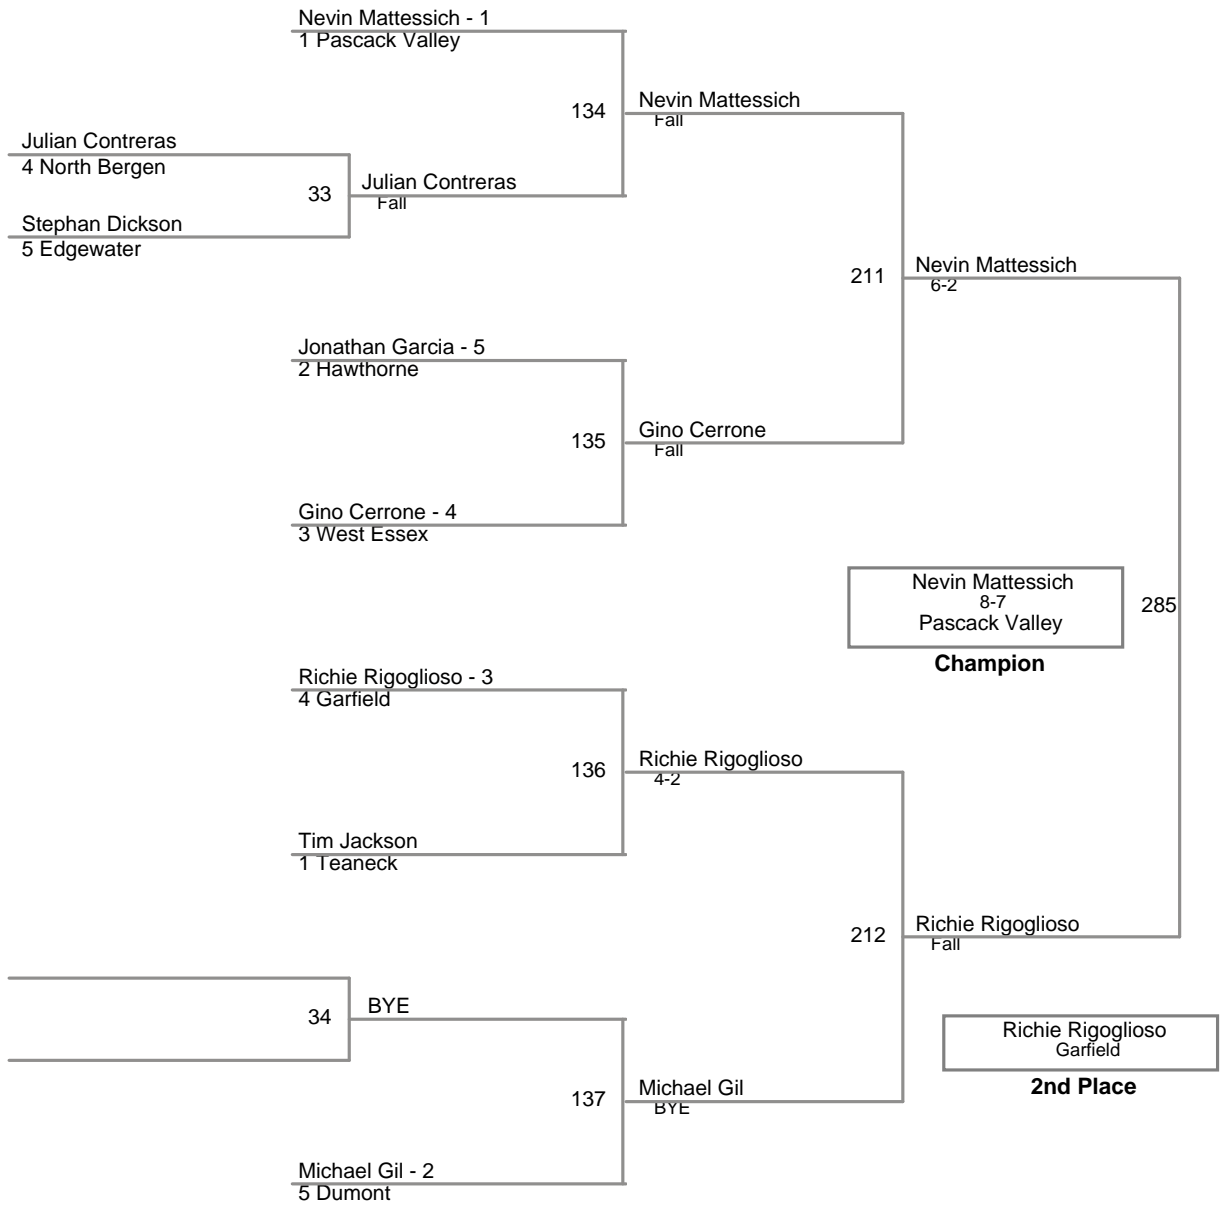 Nevin Mattessich - 1
1 Pascack Valley
134
Nevin Mattessich
Fall
Julian Contreras
4 North Bergen
33
Julian Contreras
Fall
Stephan Dickson
5 Edgewater
211
Nevin Mattessich
6-2
Jonathan Garcia - 5
2 Hawthorne
135
Gino Cerrone
Fall
Gino Cerrone - 4
3 West Essex
Nevin Mattessich
8-7
Pascack Valley
285
Champion
Richie Rigoglioso - 3
4 Garfield
136
Richie Rigoglioso
4-2
Tim Jackson
1 Teaneck
212
Richie Rigoglioso
Fall
34
BYE
Richie Rigoglioso
Garfield
2nd Place
137
Michael Gil
BYE
Michael Gil - 2
5 Dumont